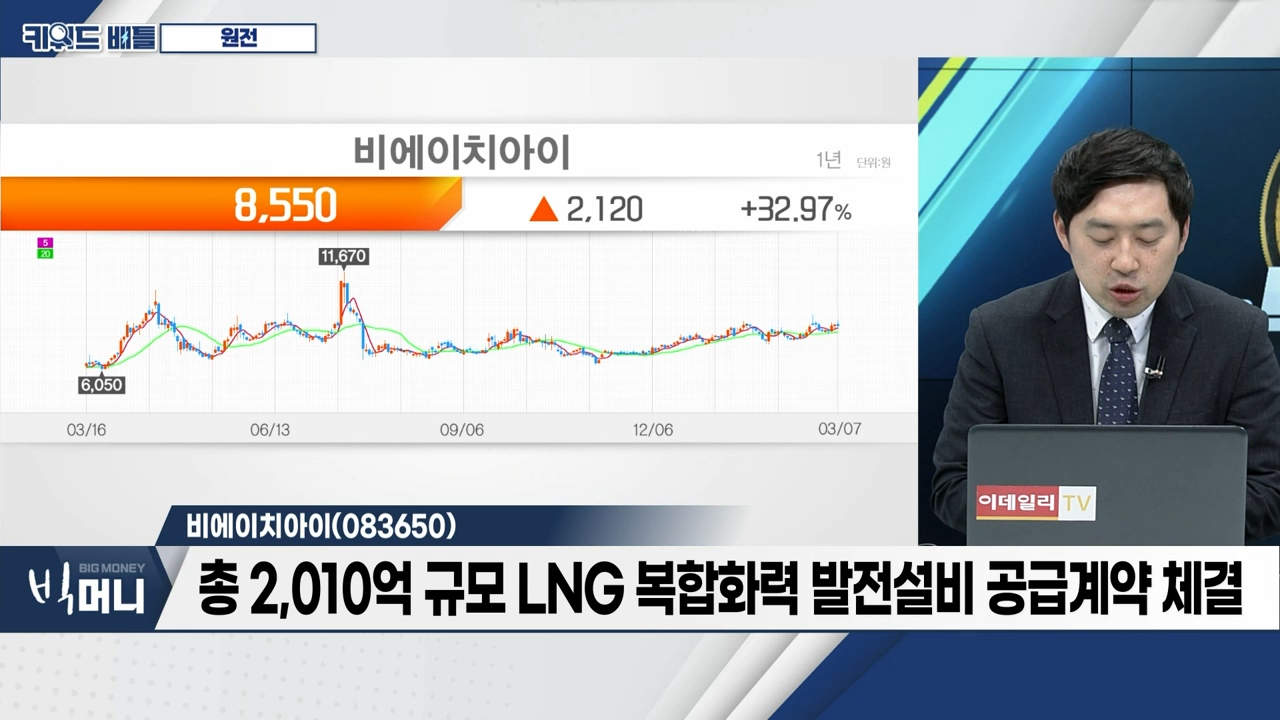 키워드 배틀
원전
비에이치아이
1년 단위:원
8,550 ▲ 2,120 +32.97%
5
20
11,670
6,050
03/16 06/13 09/06 12/06 03/07
이데일리 TV
비에이치아이(083650)
BIG MONEY
빅머니
총 2,010억 규모 LNG 복합화력 발전설비 공급계약 체결